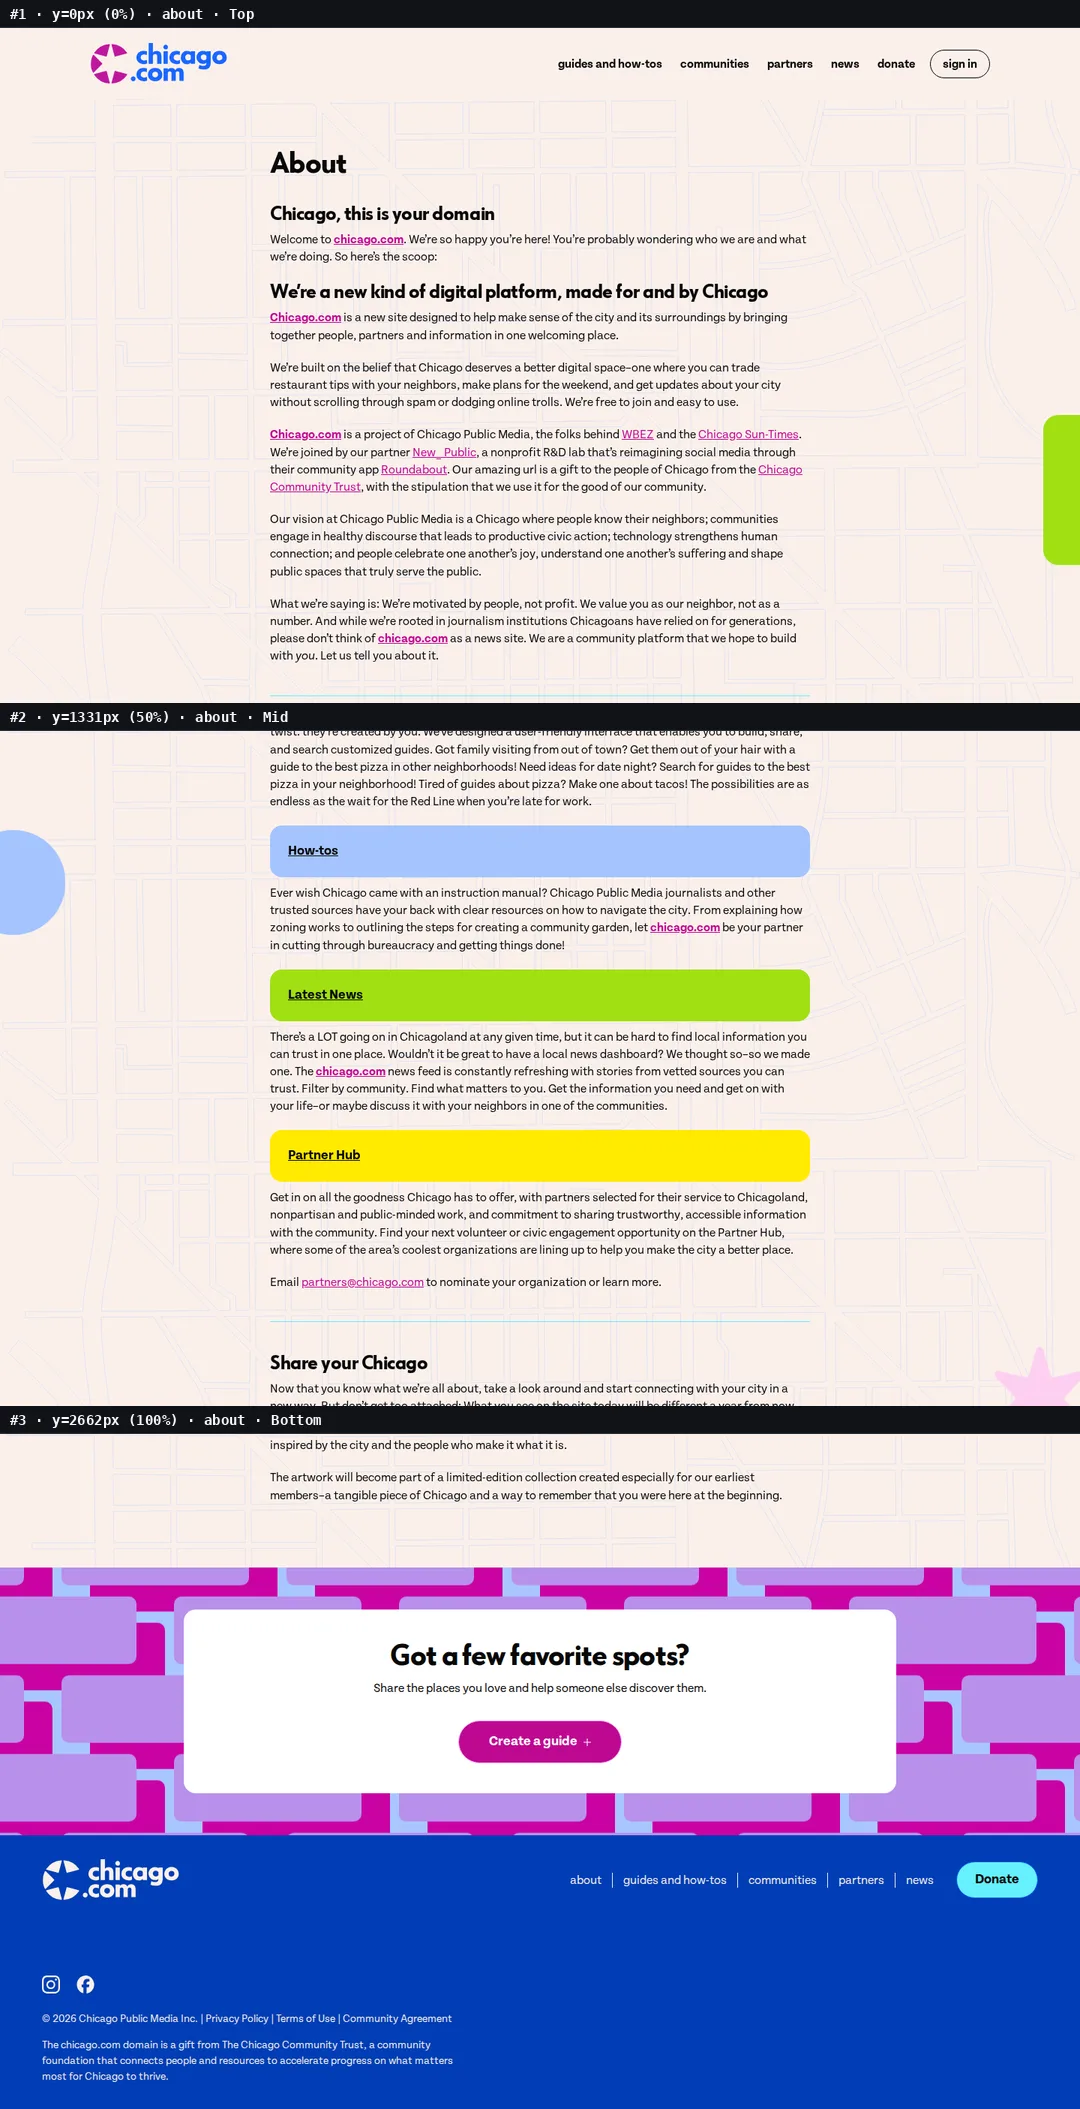 #1 · y=0px (0%) · about · Top
chicago
.com
guides and how-tos communities partners news donate sign in
About
Chicago, this is your domain
Welcome to chicago.com. We're so happy you're here! You're probably wondering who we are and what
we're doing. So here's the scoop:
We're a new kind of digital platform, made for and by Chicago
Chicago.com is a new site designed to help make sense of the city and its surroundings by bringing
together people, partners and information in one welcoming place.
We're built on the belief that Chicago deserves a better digital space–one where you can trade
restaurant tips with your neighbors, make plans for the weekend, and get updates about your city
without scrolling through spam or dodging online trolls. We're free to join and easy to use.
Chicago.com is a project of Chicago Public Media, the folks behind WBEZ and the Chicago Sun-Times.
We're joined by our partner New_ Public, a nonprofit R&D lab that's reimagining social media through
their community app Roundabout. Our amazing url is a gift to the people of Chicago from the Chicago
Community Trust, with the stipulation that we use it for the good of our community.
Our vision at Chicago Public Media is a Chicago where people know their neighbors; communities
engage in healthy discourse that leads to productive civic action; technology strengthens human
connection; and people celebrate one another's joy, understand one another's suffering and shape
public spaces that truly serve the public.
What we're saying is: We're motivated by people, not profit. We value you as our neighbor, not as a
number. And while we're rooted in journalism institutions Chicagoans have relied on for generations,
please don't think of chicago.com as a news site. We are a community platform that we hope to build
with you. Let us tell you about it.
#2 · y=1331px (50%) · about · Mid
twist: they're created by you. We've designed a user-friendly interface that enables you to build, share,
and search customized guides. Got family visiting from out of town? Get them out of your hair with a
guide to the best pizza in other neighborhoods! Need ideas for date night? Search for guides to the best
pizza in your neighborhood! Tired of guides about pizza? Make one about tacos! The possibilities are as
endless as the wait for the Red Line when you're late for work.
How-tos
Ever wish Chicago came with an instruction manual? Chicago Public Media journalists and other
trusted sources have your back with clear resources on how to navigate the city. From explaining how
zoning works to outlining the steps for creating a community garden, let chicago.com be your partner
in cutting through bureaucracy and getting things done!
Latest News
There's a LOT going on in Chicagoland at any given time, but it can be hard to find local information you
can trust in one place. Wouldn't it be great to have a local news dashboard? We thought so–so we made
one. The chicago.com news feed is constantly refreshing with stories from vetted sources you can
trust. Filter by community. Find what matters to you. Get the information you need and get on with
your life–or maybe discuss it with your neighbors in one of the communities.
Partner Hub
Get in on all the goodness Chicago has to offer, with partners selected for their service to Chicagoland,
nonpartisan and public-minded work, and commitment to sharing trustworthy, accessible information
with the community. Find your next volunteer or civic engagement opportunity on the Partner Hub,
where some of the area's coolest organizations are lining up to help you make the city a better place.
Email partners@chicago.com to nominate your organization or learn more.
Share your Chicago
Now that you know what we're all about, take a look around and start connecting with your city in a
new way. But don't get too attached: What you see on the site today will be different a year from now
#3 · y=2662px (100%) · about · Bottom
inspired by the city and the people who make it what it is.
The artwork will become part of a limited-edition collection created especially for our earliest
members–a tangible piece of Chicago and a way to remember that you were here at the beginning.
Got a few favorite spots?
Share the places you love and help someone else discover them.
Create a guide +
chicago
.com
about | guides and how-tos | communities | partners | news Donate
© 2026 Chicago Public Media Inc. | Privacy Policy | Terms of Use | Community Agreement
The chicago.com domain is a gift from The Chicago Community Trust, a community
foundation that connects people and resources to accelerate progress on what matters
most for Chicago to thrive.